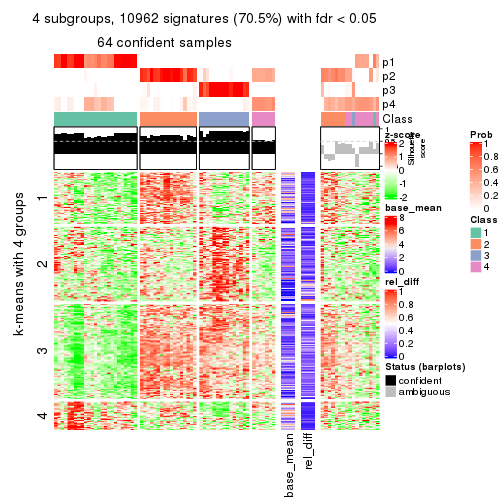 4 subgroups, 10962 signatures (70.5%) with fdr < 0.05
64 confident samples
p1
p2
p3
p4
Class
1
0.5
0
Silhouette
score
k-means with 4 groups
1
2
3
4
base_mean
rel_diff
z-score
2
1
0
-1
-2
base_mean
8
6
4
2
0
rel_diff
1
0.8
0.6
0.4
0.2
0
Status (barplots)
confident
ambiguous
Prob
1
0.8
0.6
0.4
0.2
0
Class
1
2
3
4